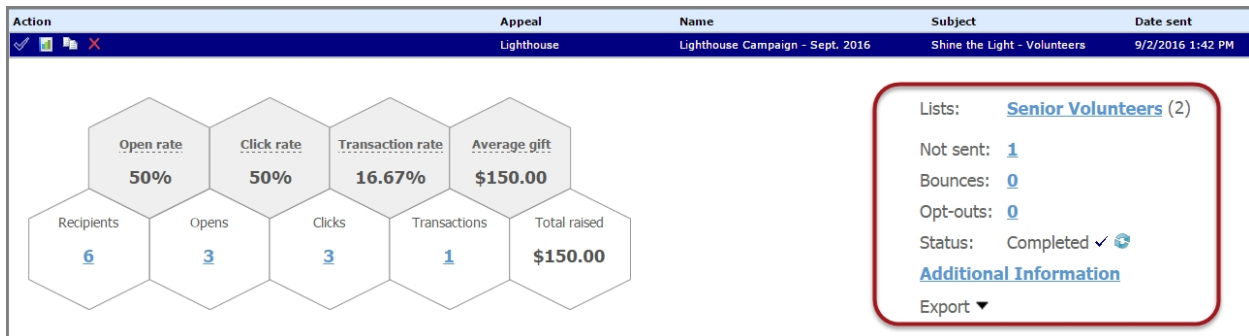 Action Appeal Name Subject Date sent
Lighthouse Lighthouse Campaign - Sept. 2016 Shine the Light - Volunteers 9/2/2016 1:42 PM
Open rate Click rate Transaction rate Average gift
50% 50% 16.67% $150.00
Recipients Opens Clicks Transactions Total raised
6 3 3 1 $150.00
Lists: Senior Volunteers (2)
Not sent: 1
Bounces: 0
Opt-outs: 0
Status: Completed
Additional Information
Export